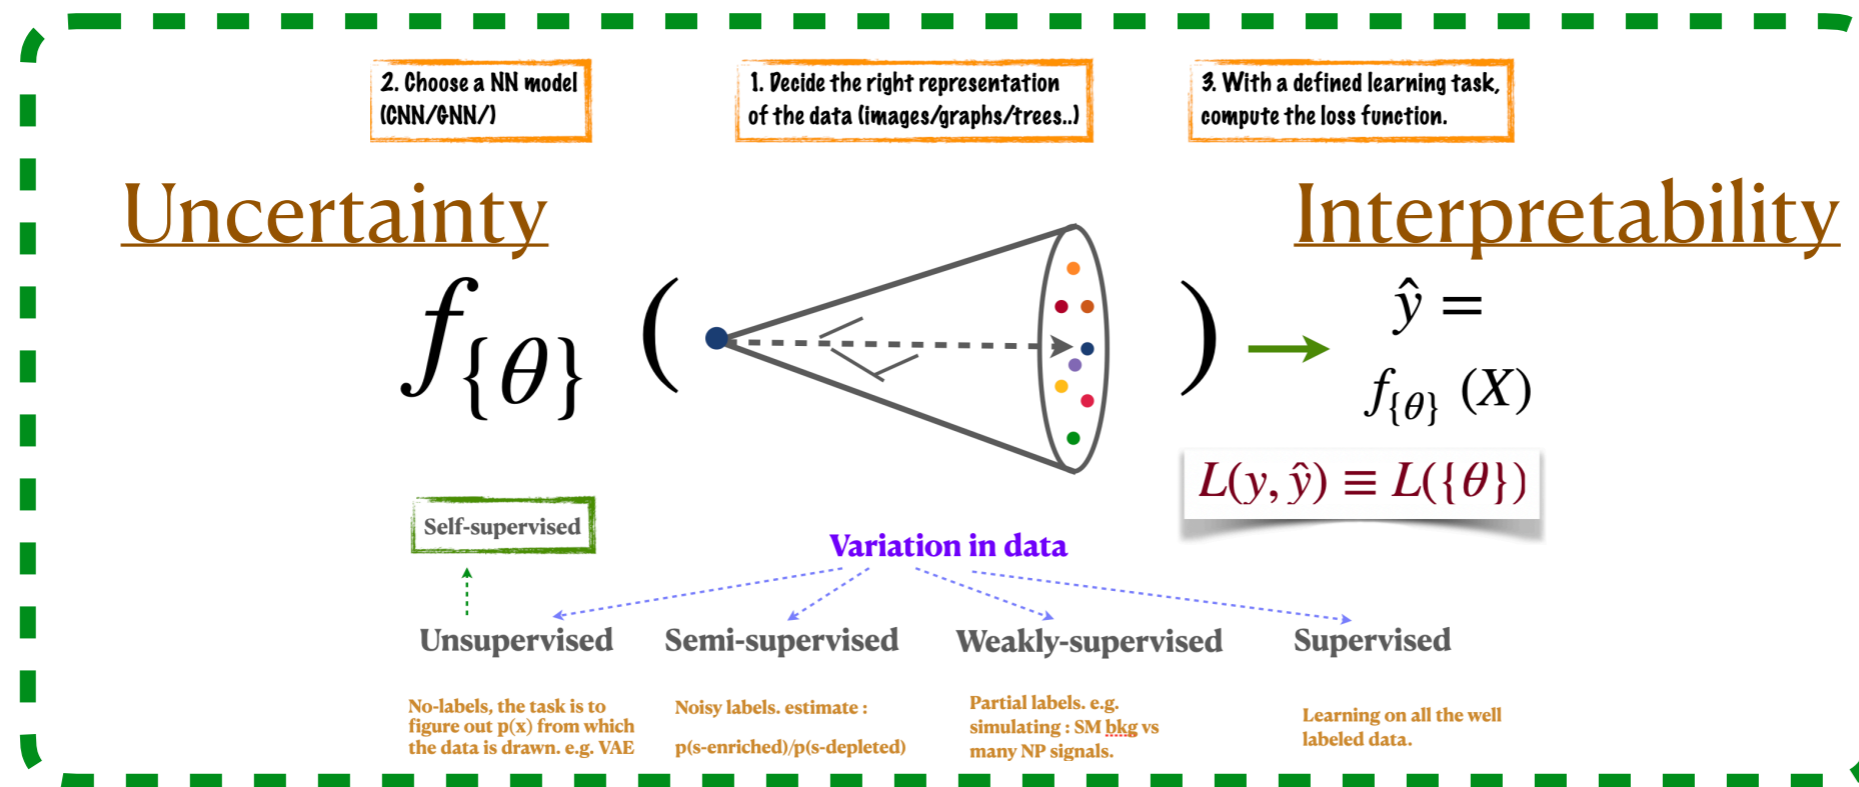 2. Choose a NN model
(CNN/GNN/)
1. Decide the right representation
of the data (images/graphs/trees..)
3. With a defined learning task,
compute the loss function.
Uncertainty
Interpretability
f_{θ} ( )
ŷ =
f_{θ} (X)
L(y, ŷ) ≡ L({θ})
Self-supervised
Variation in data
Unsupervised
Semi-supervised
Weakly-supervised
Supervised
No-labels, the task is to
figure out p(x) from which
the data is drawn. e.g. VAE
Noisy labels. estimate :
p(s-enriched)/p(s-depleted)
Partial labels. e.g.
simulating : SM bkg vs
many NP signals.
Learning on all the well
labeled data.